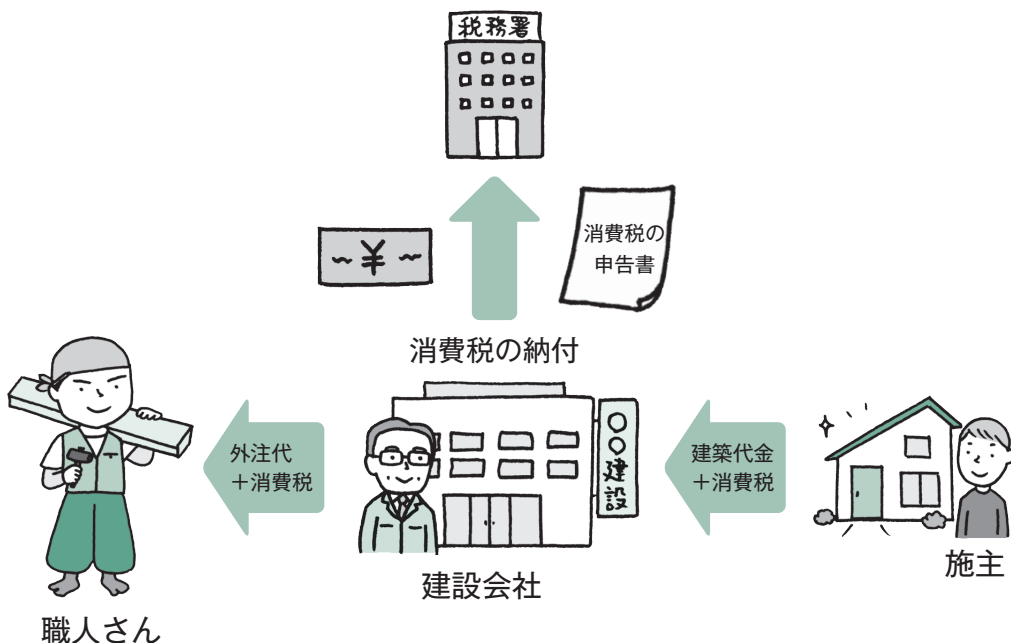 税務署
¥
消費税の
申告書
消費税の納付
外注代
＋消費税
○○建設
建築代金
＋消費税
建設会社
施主
職人さん